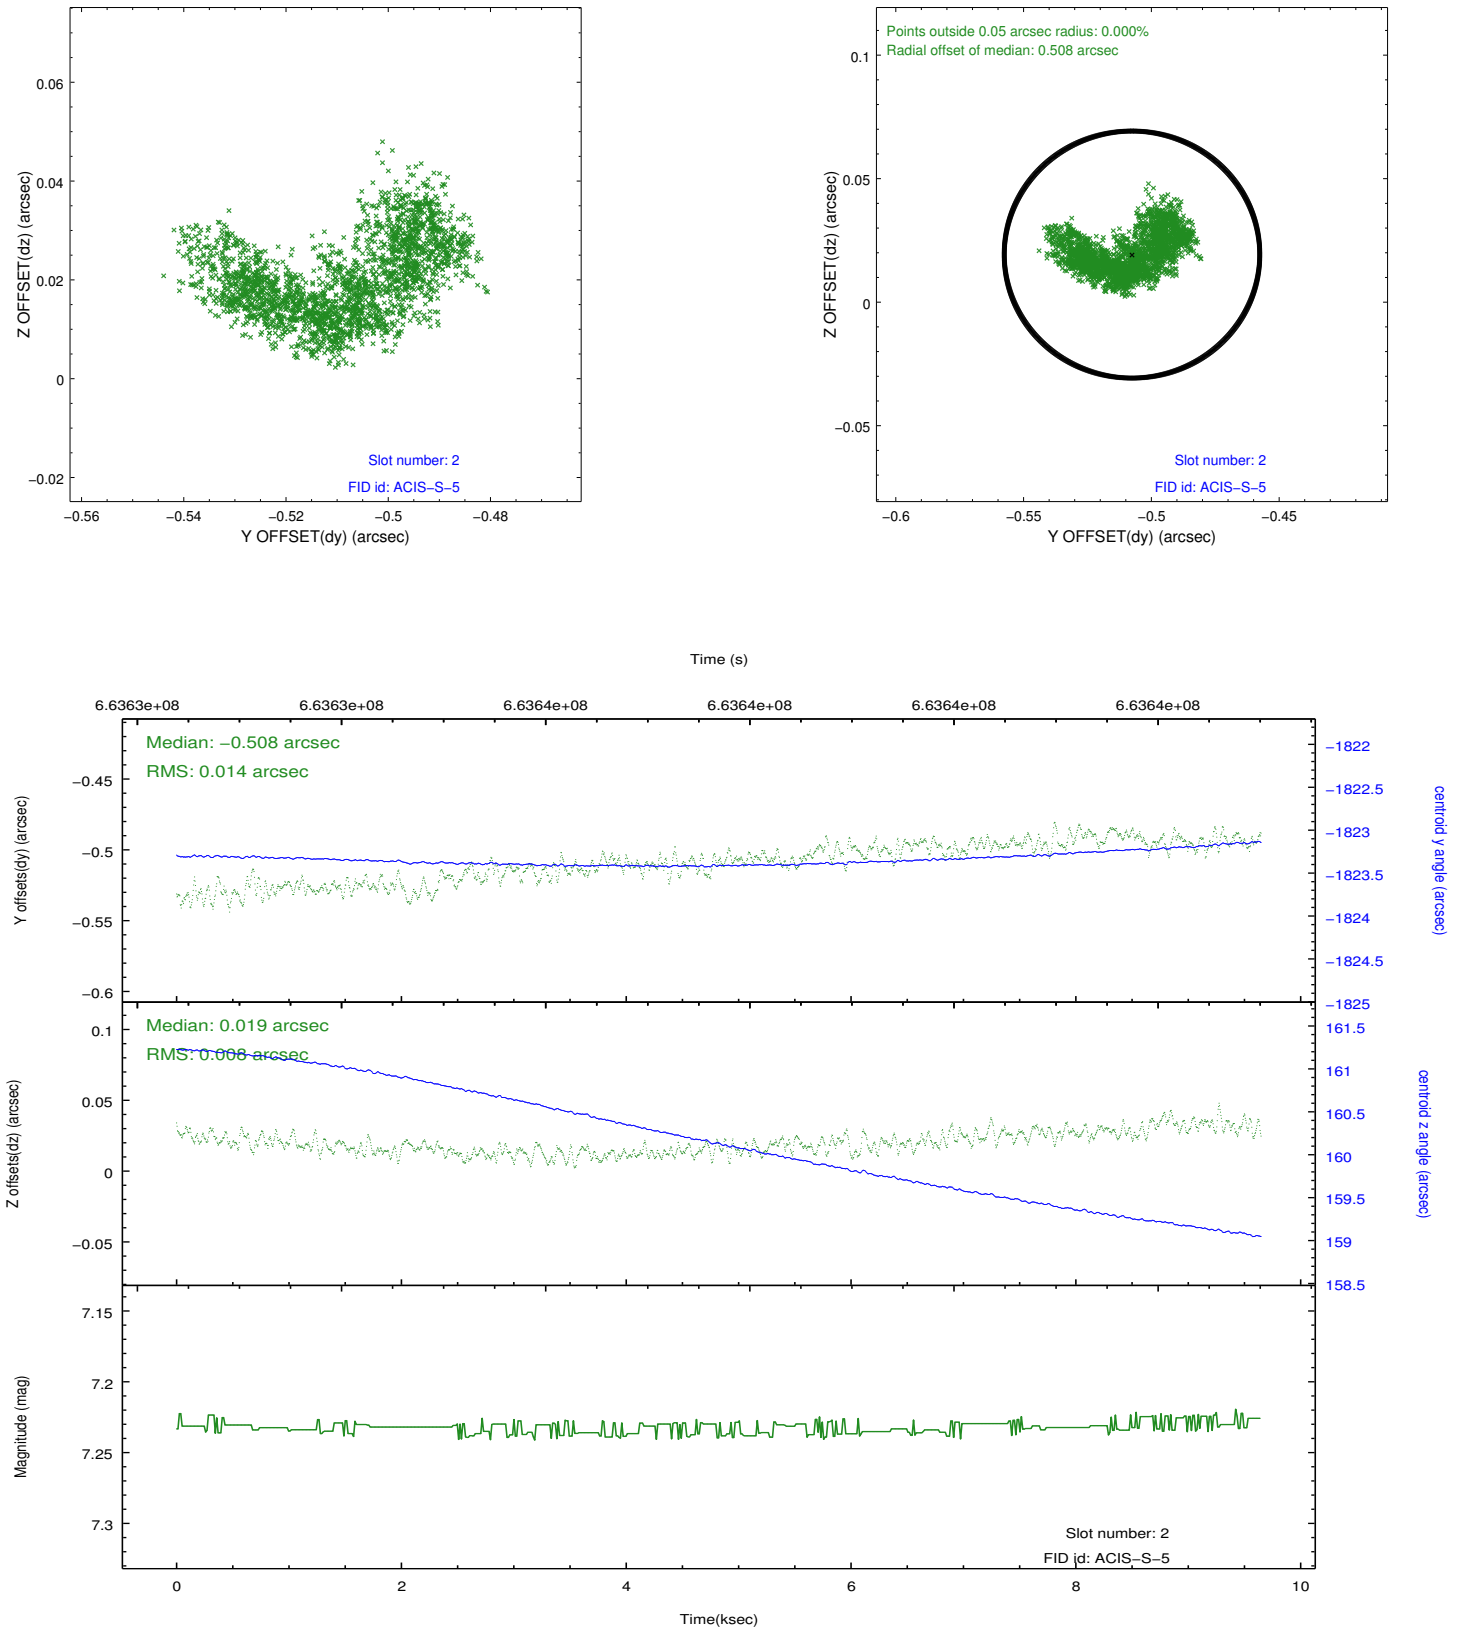 0.06
0.04
0.02
0
−0.02
Z OFFSET(dz) (arcsec)
−0.56 −0.54 −0.52 −0.5 −0.48
Y OFFSET(dy) (arcsec)
Slot number: 2
FID id: ACIS−S−5
Points outside 0.05 arcsec radius: 0.000%
Radial offset of median: 0.508 arcsec
0.1
0.05
0
−0.05
Z OFFSET(dz) (arcsec)
−0.6 −0.55 −0.5 −0.45
Y OFFSET(dy) (arcsec)
Slot number: 2
FID id: ACIS−S−5
Time (s)
6.6363e+08 6.6363e+08 6.6364e+08 6.6364e+08 6.6364e+08 6.6364e+08
Median: −0.508 arcsec
RMS: 0.014 arcsec
−0.45
−0.5
−0.55
−0.6
Y offsets(dy) (arcsec)
−1822
−1822.5
−1823
−1823.5
−1824
−1824.5
−1825
centroid y angle (arcsec)
Median: 0.019 arcsec
RMS: 0.008 arcsec
0.1
0.05
0
−0.05
Z offsets(dz) (arcsec)
161.5
161
160.5
160
159.5
159
158.5
centroid z angle (arcsec)
7.15
7.2
7.25
7.3
Magnitude (mag)
Slot number: 2
FID id: ACIS−S−5
0 2 4 6 8 10
Time(ksec)